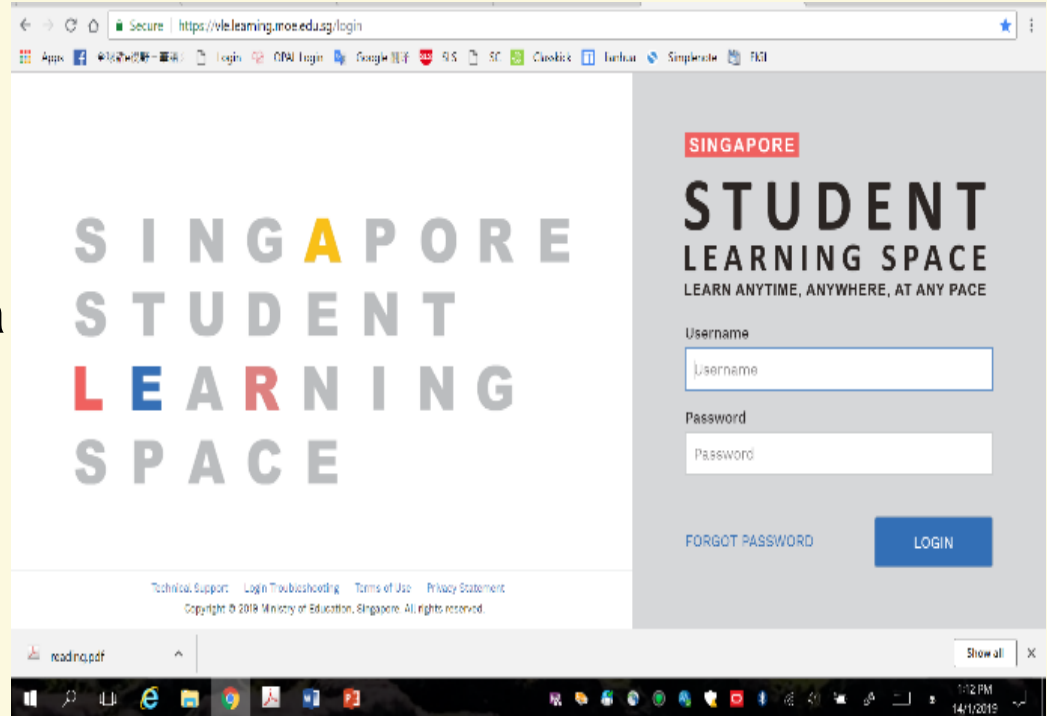 Secure | https://vle.learning.moe.edu.sg/login
Apps Login OPAL Login Google SLS SC Classkick Simplenote
SINGAPORE
STUDENT
LEARNING
SPACE
SINGAPORE
STUDENT
LEARNING SPACE
LEARN ANYTIME, ANYWHERE, AT ANY PACE
Username
Username
Password
Password
FORGOT PASSWORD
LOGIN
Technical Support Login Troubleshooting Terms of Use Privacy Statement
Copyright © 2019 Ministry of Education, Singapore. All rights reserved.
reading.pdf
Show all
1:12 PM
14/1/2019